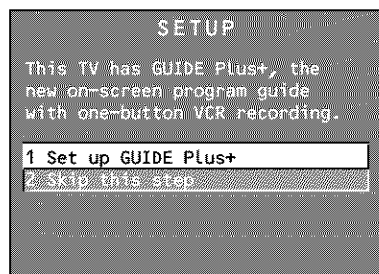 SETUP
This TV has GUIDE Plus+, the
new on-screen program guide
with one-button VCR recording.
1 Set up GUIDE Plus+
2 Skip this step